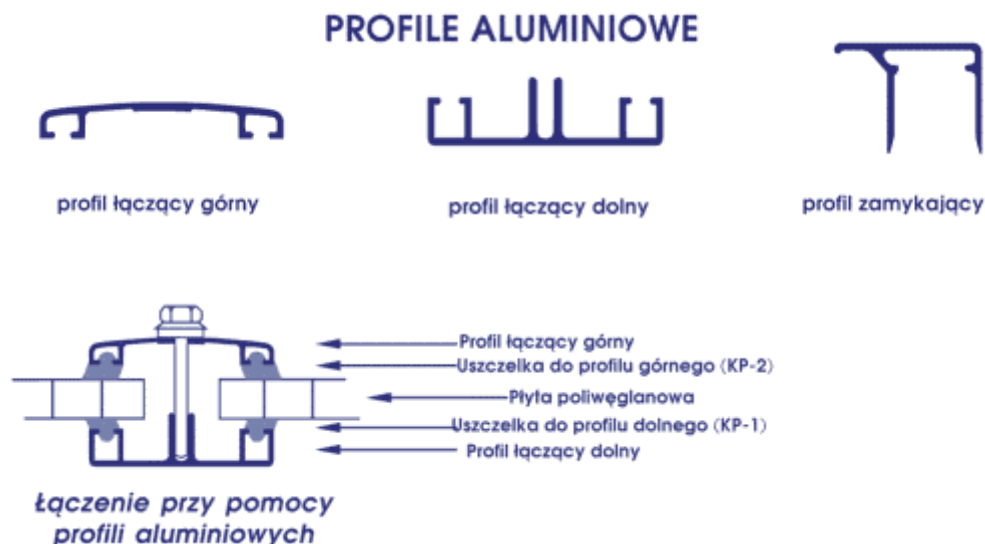 PROFILE ALUMINIOWE
profil łączący górny
profil łączący dolny
profil zamykający
Profil łączący górny
Uszczelka do profilu górnego (KP-2)
Płyta poliwęglanowa
Uszczelka do profilu dolnego (KP-1)
Profil łączący dolny
Łączenie przy pomocy
profili aluminiowych